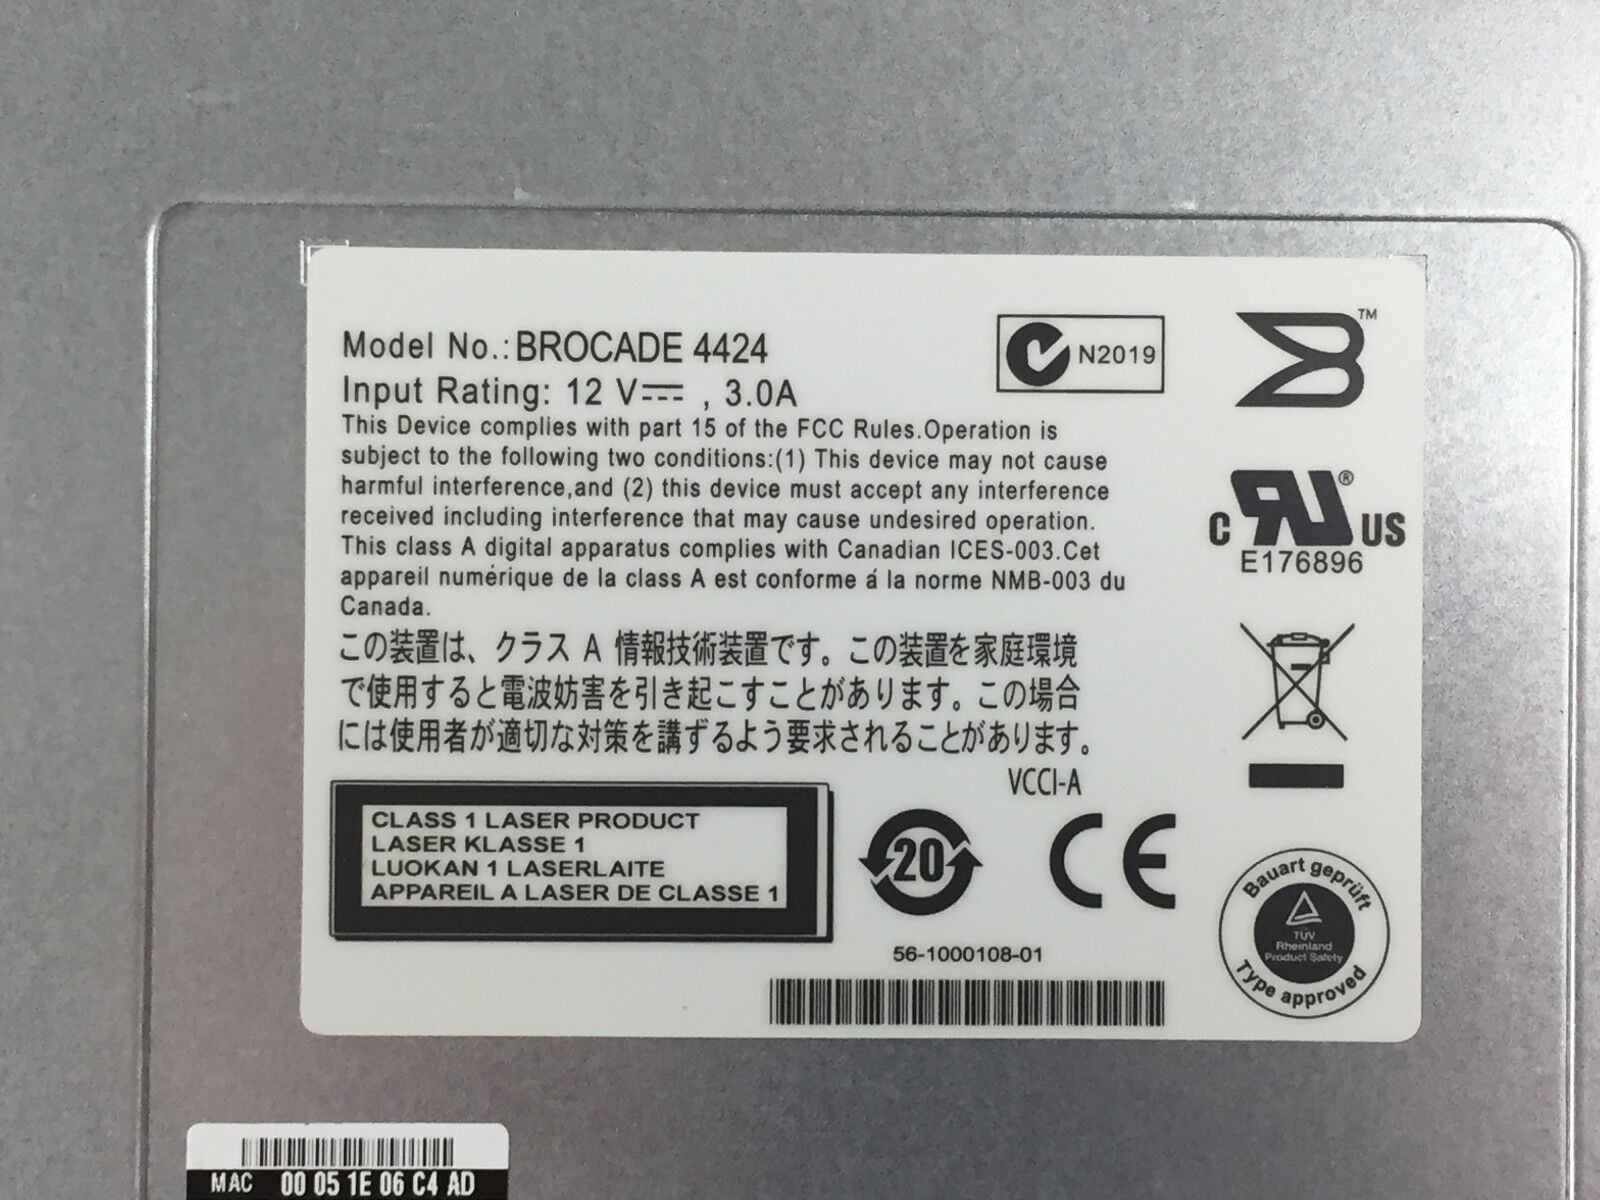 Model No.: BROCADE 4424
Input Rating: 12 V⎓ , 3.0A
This Device complies with part 15 of the FCC Rules.Operation is
subject to the following two conditions:(1) This device may not cause
harmful interference,and (2) this device must accept any interference
received including interference that may cause undesired operation.
This class A digital apparatus complies with Canadian ICES-003.Cet
appareil numérique de la class A est conforme á la norme NMB-003 du
Canada.
この装置は、クラス A 情報技術装置です。この装置を家庭環境
で使用すると電波妨害を引き起こすことがあります。この場合
には使用者が適切な対策を講ずるよう要求されることがあります。
VCCI-A
N2019
TM
C RU ® US
E176896
CLASS 1 LASER PRODUCT
LASER KLASSE 1
LUOKAN 1 LASERLAITE
APPAREIL A LASER DE CLASSE 1
20
CE
56-1000108-01
Bauart geprüft
TÜV
Rheinland
Product Safety
Type approved
MAC 00 05 1E 06 C4 AD